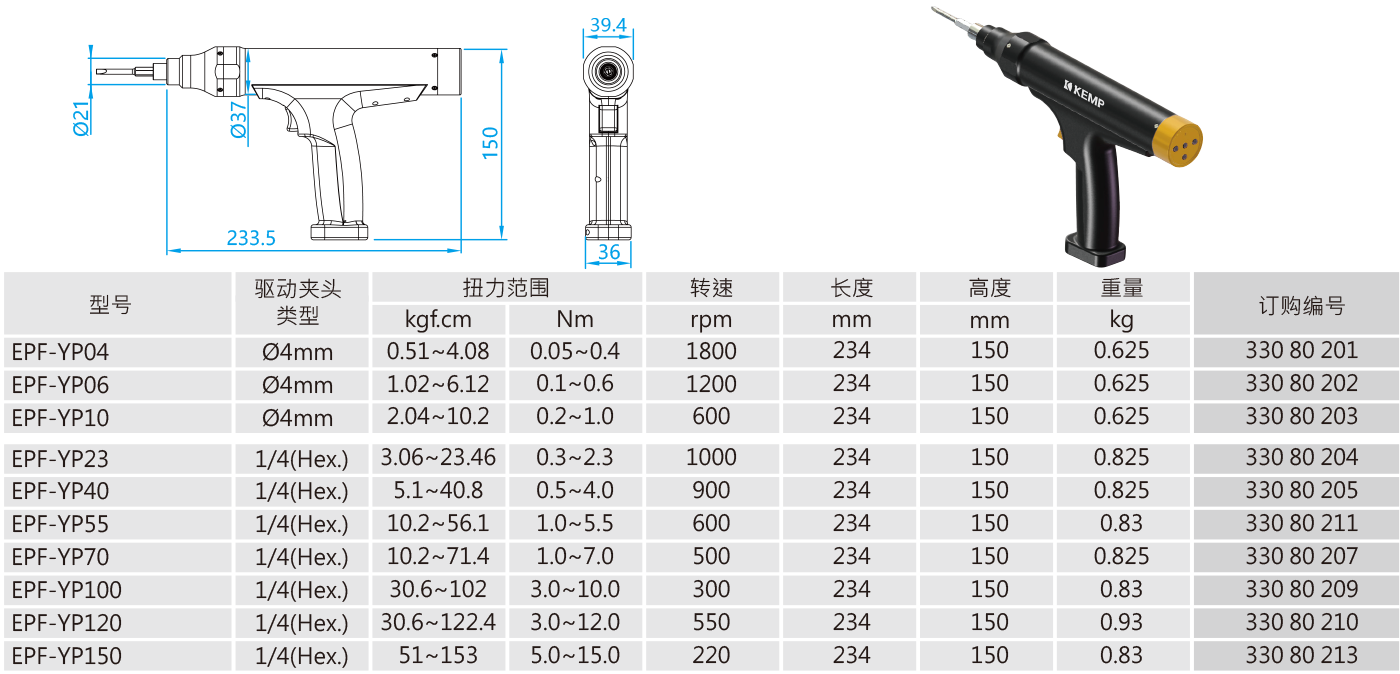 39.4
Ø21
Ø37
150
233.5
36
KEMP
型号 驱动夹头类型 扭力范围 转速 长度 高度 重量 订购编号
kgf.cm Nm rpm mm mm kg
EPF-YP04 Ø4mm 0.51~4.08 0.05~0.4 1800 234 150 0.625 330 80 201
EPF-YP06 Ø4mm 1.02~6.12 0.1~0.6 1200 234 150 0.625 330 80 202
EPF-YP10 Ø4mm 2.04~10.2 0.2~1.0 600 234 150 0.625 330 80 203
EPF-YP23 1/4(Hex.) 3.06~23.46 0.3~2.3 1000 234 150 0.825 330 80 204
EPF-YP40 1/4(Hex.) 5.1~40.8 0.5~4.0 900 234 150 0.825 330 80 205
EPF-YP55 1/4(Hex.) 10.2~56.1 1.0~5.5 600 234 150 0.83 330 80 211
EPF-YP70 1/4(Hex.) 10.2~71.4 1.0~7.0 500 234 150 0.825 330 80 207
EPF-YP100 1/4(Hex.) 30.6~102 3.0~10.0 300 234 150 0.83 330 80 209
EPF-YP120 1/4(Hex.) 30.6~122.4 3.0~12.0 550 234 150 0.93 330 80 210
EPF-YP150 1/4(Hex.) 51~153 5.0~15.0 220 234 150 0.83 330 80 213